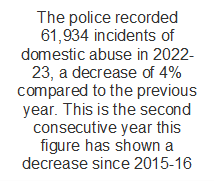 The police recorded
61,934 incidents of
domestic abuse in 2022-
23, a decrease of 4%
compared to the previous
year. This is the second
consecutive year this
figure has shown a
decrease since 2015-16